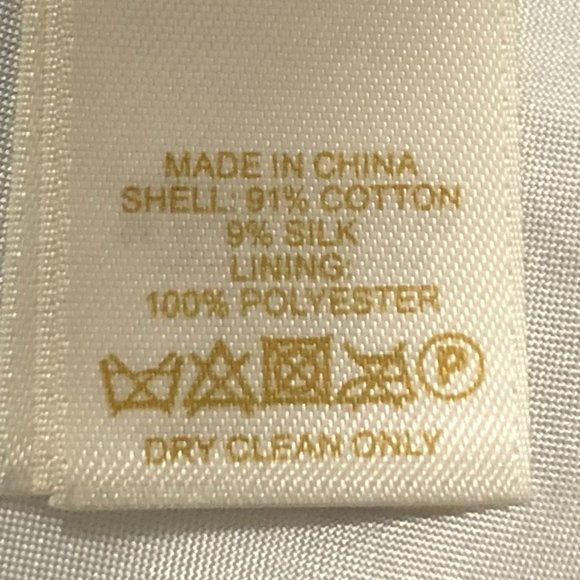 MADE IN CHINA
SHELL: 91% COTTON
9% SILK
LINING:
100% POLYESTER
P
DRY CLEAN ONLY